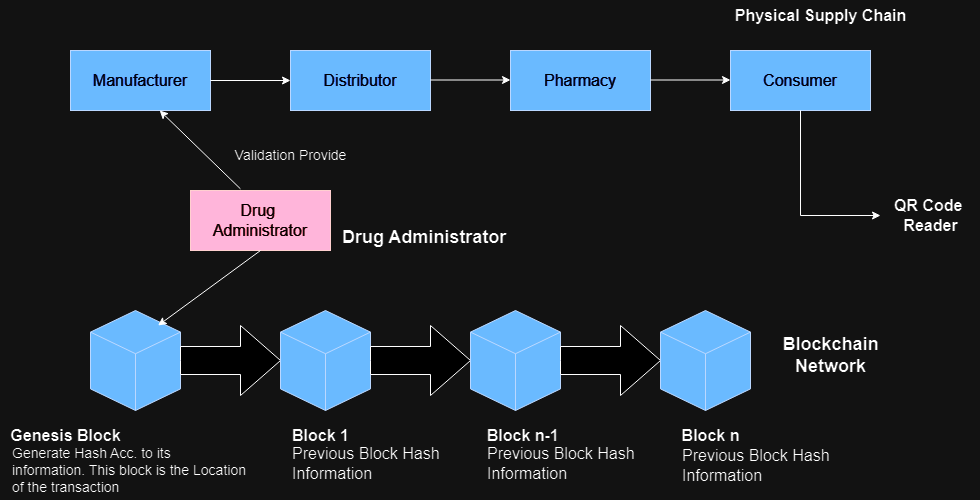 Physical Supply Chain
Manufacturer
Distributor
Pharmacy
Consumer
Validation Provide
Drug
Administrator
Drug Administrator
QR Code
Reader
Blockchain
Network
Genesis Block
Generate Hash Acc. to its
information. This block is the Location
of the transaction
Block 1
Previous Block Hash
Information
Block n-1
Previous Block Hash
Information
Block n
Previous Block Hash
Information